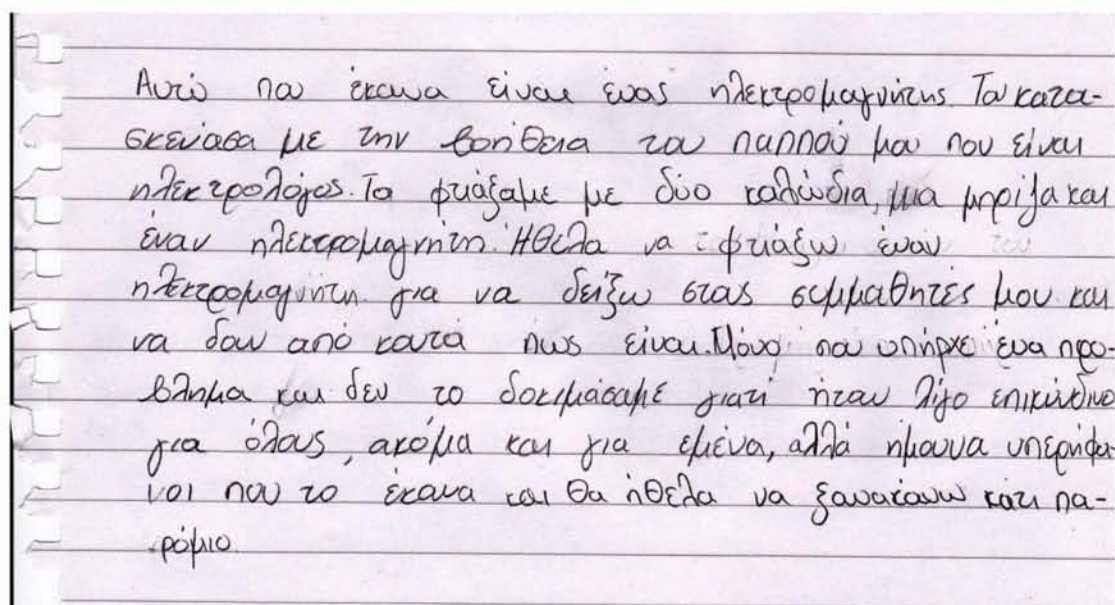 Αυτό που έκανα είναι ένας ηλεκτρομαγνήτης. Τον κατα-
σκεύασα με την βοήθεια του παππού μου που είναι
ηλεκτρολόγος. Το φτιάξαμε με δύο καλώδια, μια μπρίζα και
έναν ηλεκτρομαγνήτη. Ήθελα να φτιάξω έναν
ηλεκτρομαγνήτη για να δείξω στους συμμαθητές μου και
να δουν από κοντά πως είναι. Μόνο που υπήρχε ένα προ-
βλημα και δεν το δοκιμάσαμε γιατί ήταν λίγο επικίνδυνο
για όλους, ακόμα και για εμένα, αλλά ήμουνα υπερήφα-
νοι που το έκανα και θα ήθελα να ξανακάνω κάτι πα-
ρόμιο